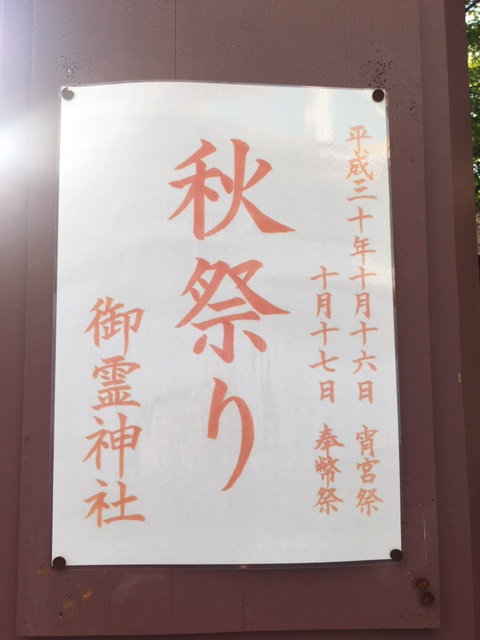 平成三十年十月十六日 宵宮祭
十月十七日 奉幣祭
秋祭り
御霊神社